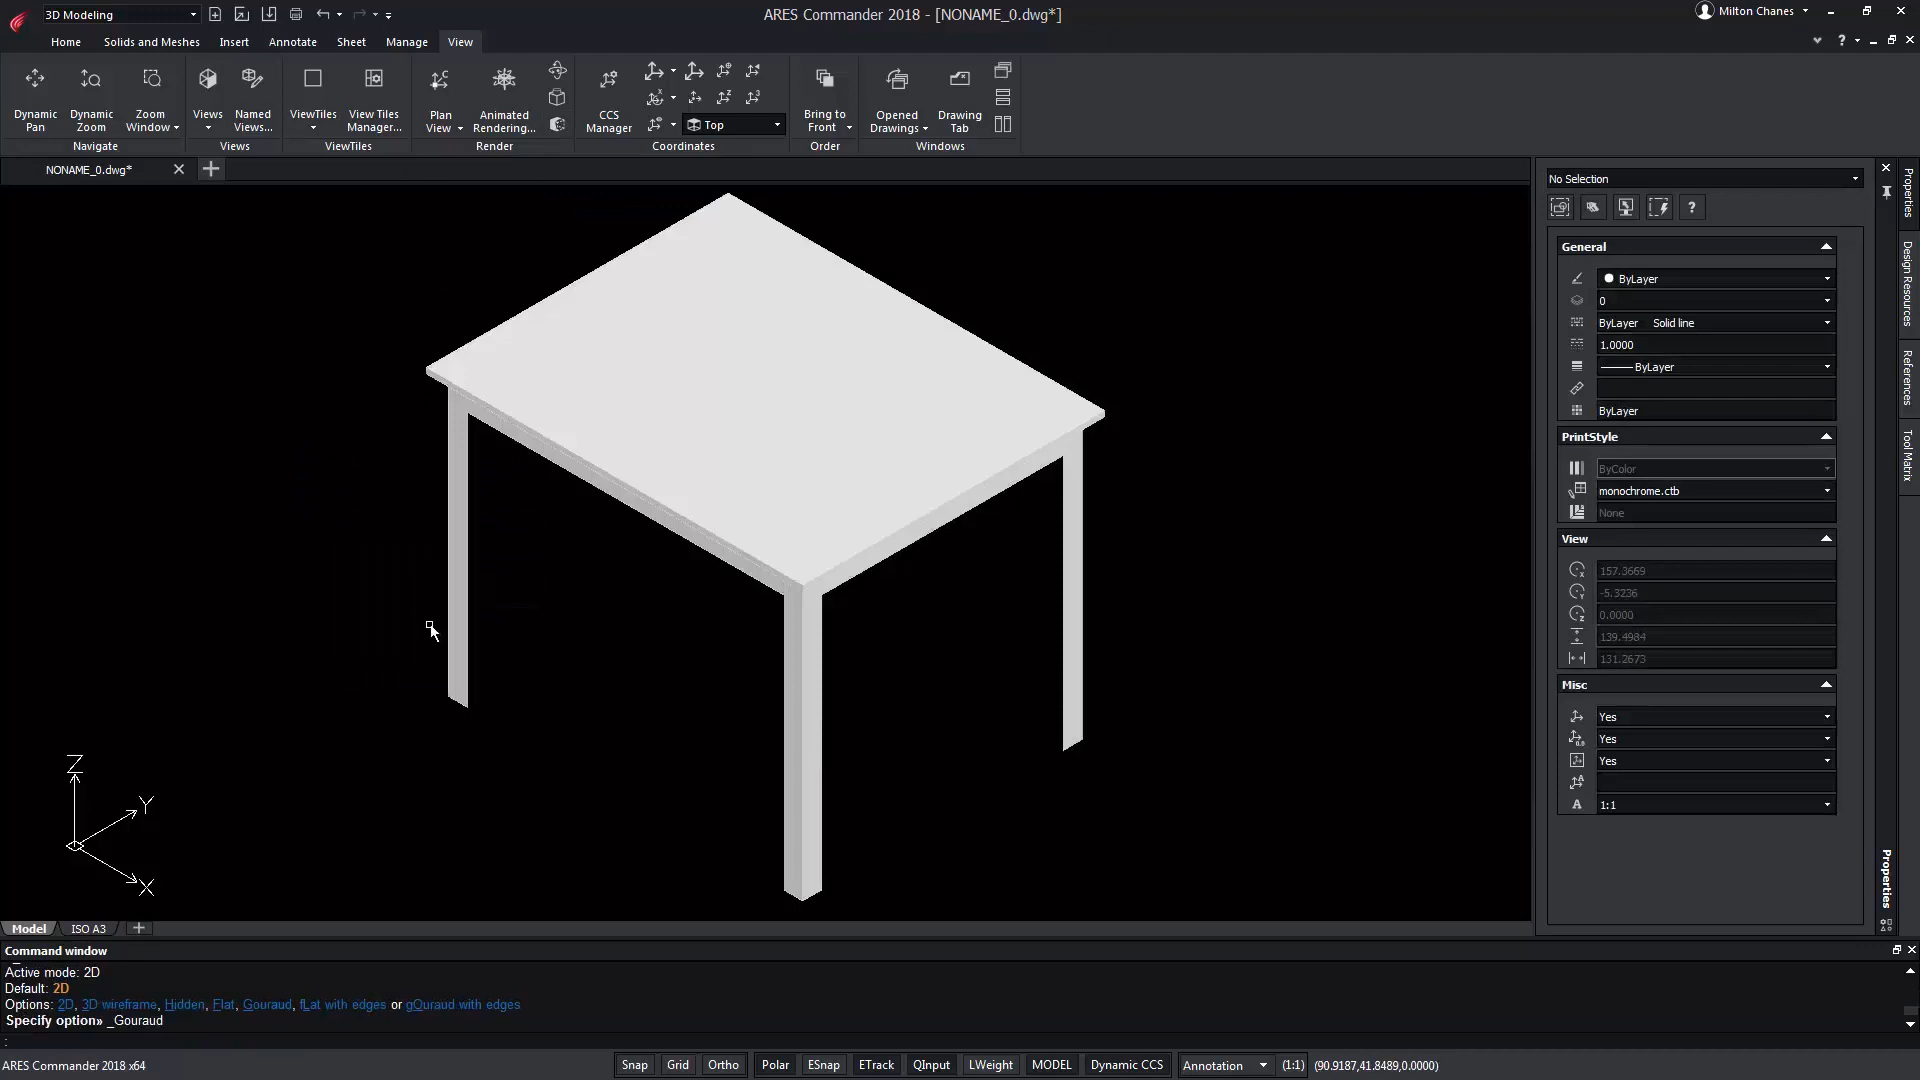 3D Modeling
ARES Commander 2018 - [NONAME_0.dwg*]
Milton Chanes
Home
Solids and Meshes
Insert
Annotate
Sheet
Manage
View
?
Dynamic
Pan
Dynamic
Zoom
Zoom
Window
Navigate
Views
Named
Views...
Views
ViewTiles
View Tiles
Manager...
ViewTiles
Plan
View
Animated
Rendering...
Render
CCS
Manager
Top
Coordinates
Bring to
Front
Order
Opened
Drawings
Drawing
Tab
Windows
NONAME_0.dwg*
No Selection
?
General
ByLayer
0
ByLayer Solid line
1.0000
ByLayer
ByLayer
PrintStyle
ByColor
monochrome.ctb
None
View
157.3669
-5.3236
0.0000
139.4984
131.2673
Misc
Yes
Yes
Yes
1:1
Properties
Design Resources
References
Tool Matrix
Properties
Z
Y
X
Model
ISO A3
Command window
Active mode: 2D
Default: 2D
Options: 2D, 3D wireframe, Hidden, Flat, Gouraud, fLat with edges or gOuraud with edges
Specify option» _Gouraud
:
ARES Commander 2018 x64
Snap
Grid
Ortho
Polar
ESnap
ETrack
QInput
LWeight
MODEL
Dynamic CCS
Annotation
(1:1)
(90.9187,41.8489,0.0000)